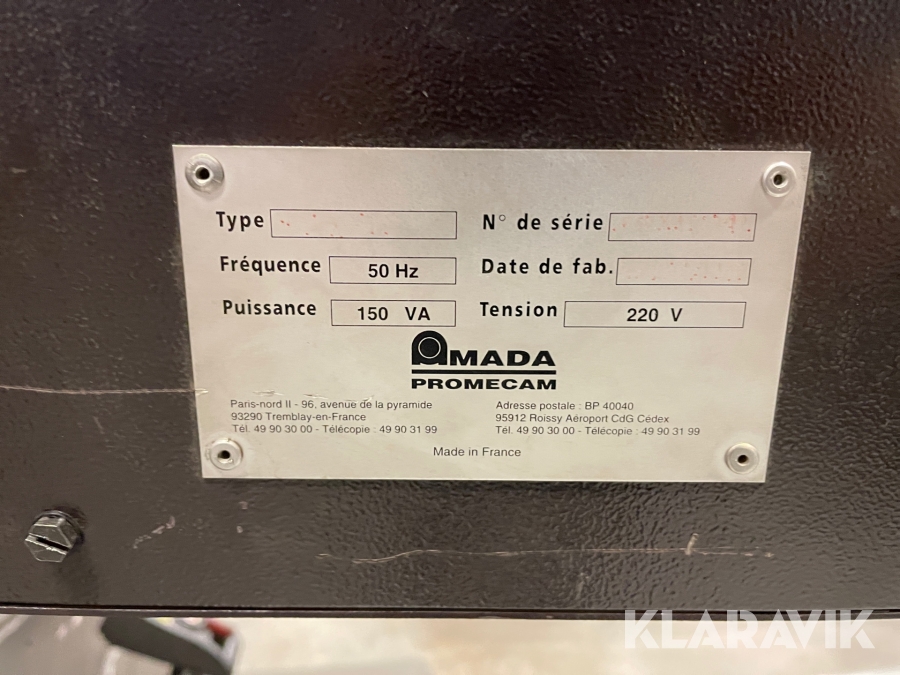 Type N° de série
Fréquence 50 Hz Date de fab.
Puissance 150 VA Tension 220 V
AMADA
PROMECAM
Paris-nord II - 96, avenue de la pyramide
93290 Tremblay-en-France
Tél. 49 90 30 00 - Télécopie : 49 90 31 99
Adresse postale : BP 40040
95912 Roissy Aéroport CdG Cédex
Tél. 49 90 30 00 - Télécopie : 49 90 31 99
Made in France
KLARAVIK